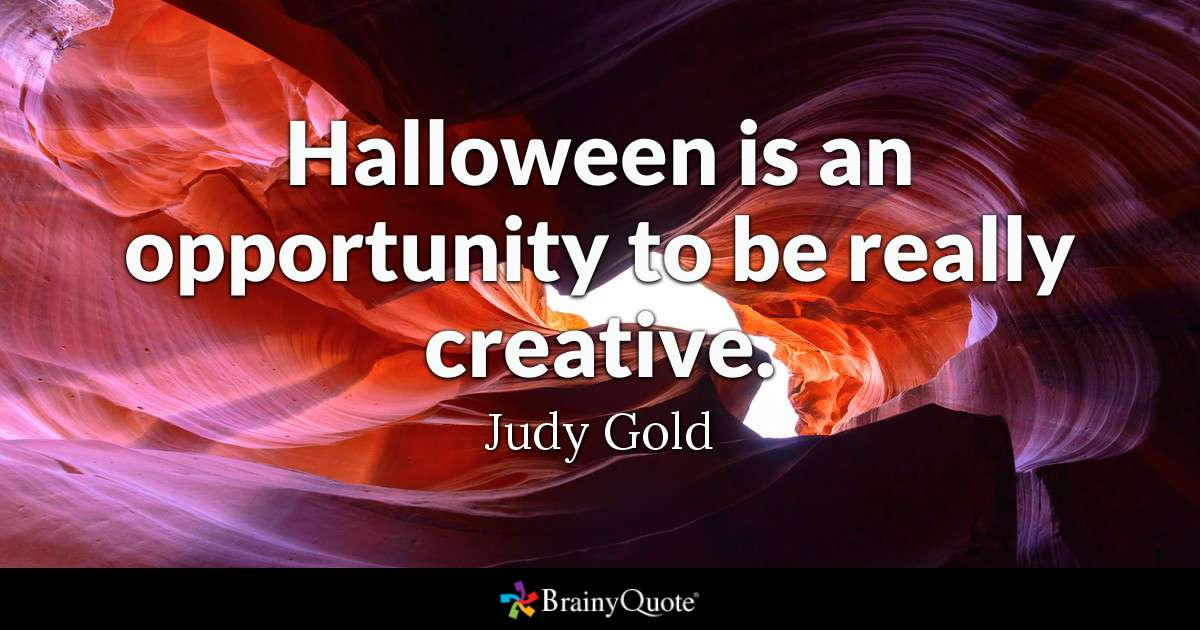 Halloween is an
opportunity to be really
creative.
Judy Gold
BrainyQuote®